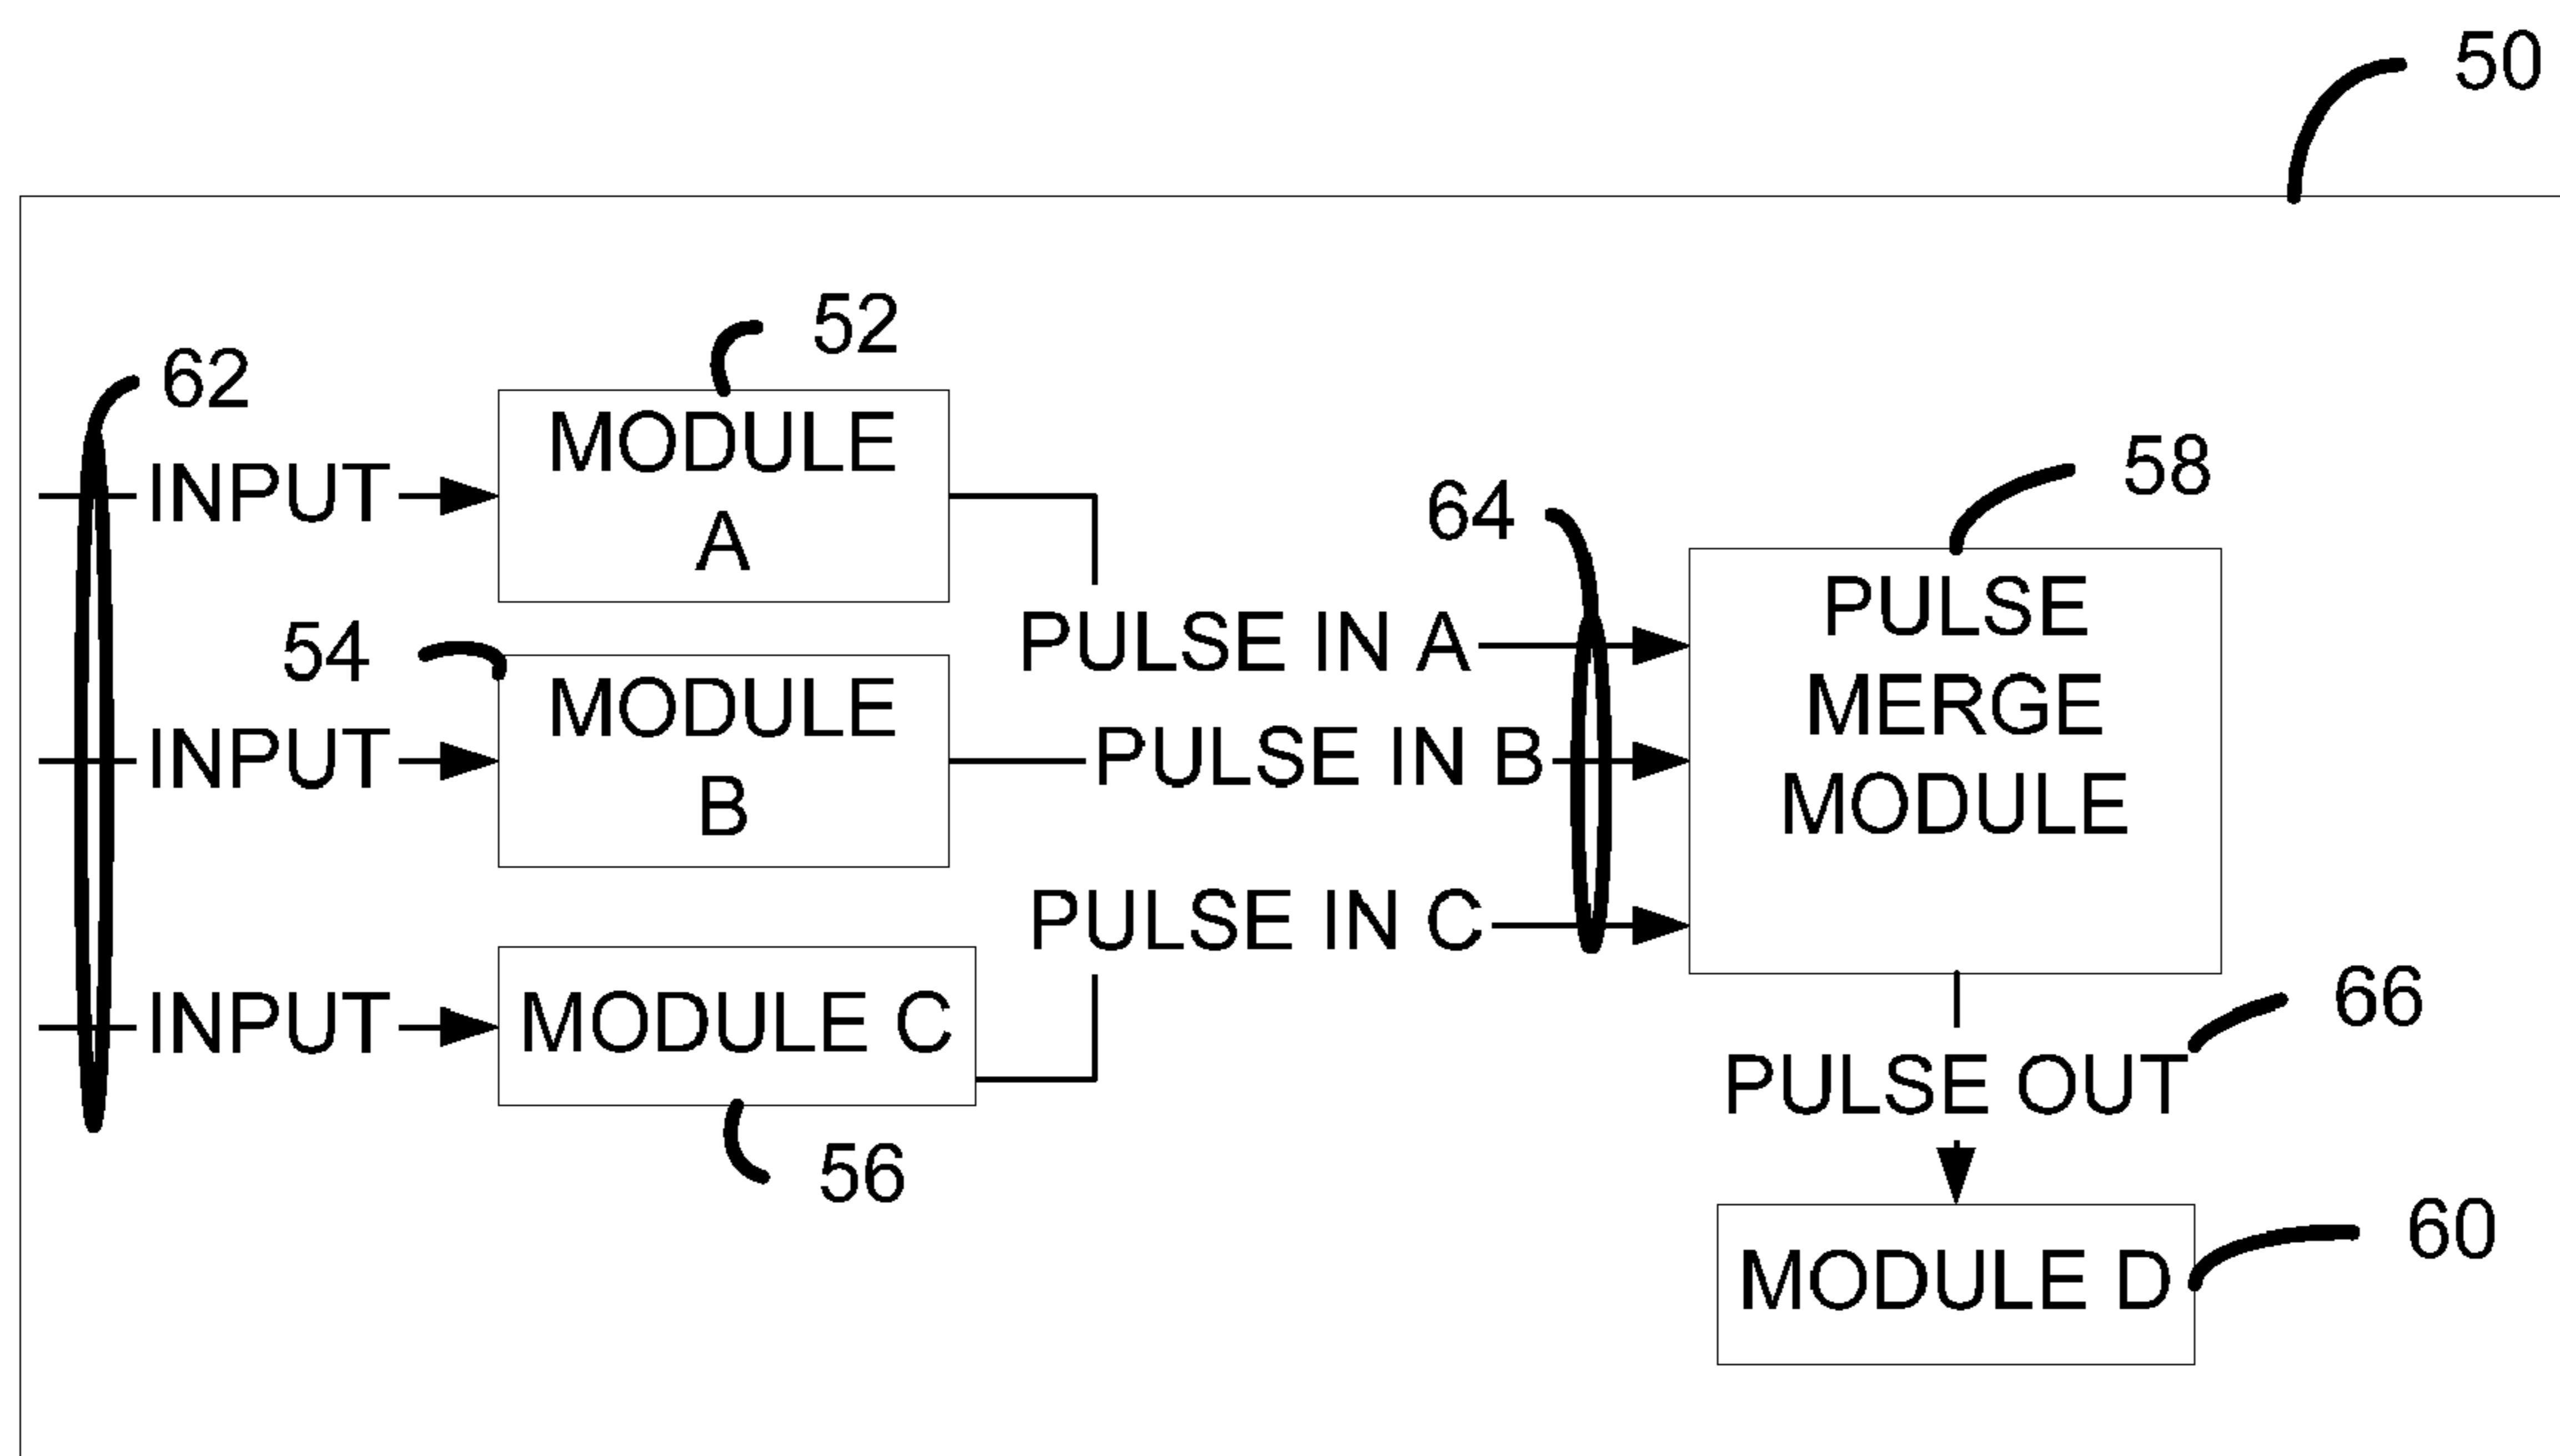 50
52
62
MODULE
A
INPUT
58
64
PULSE
MERGE
MODULE
54
PULSE IN A
MODULE
B
INPUT
PULSE IN B
PULSE IN C
66
INPUT
MODULE C
PULSE OUT
56
60
MODULE D